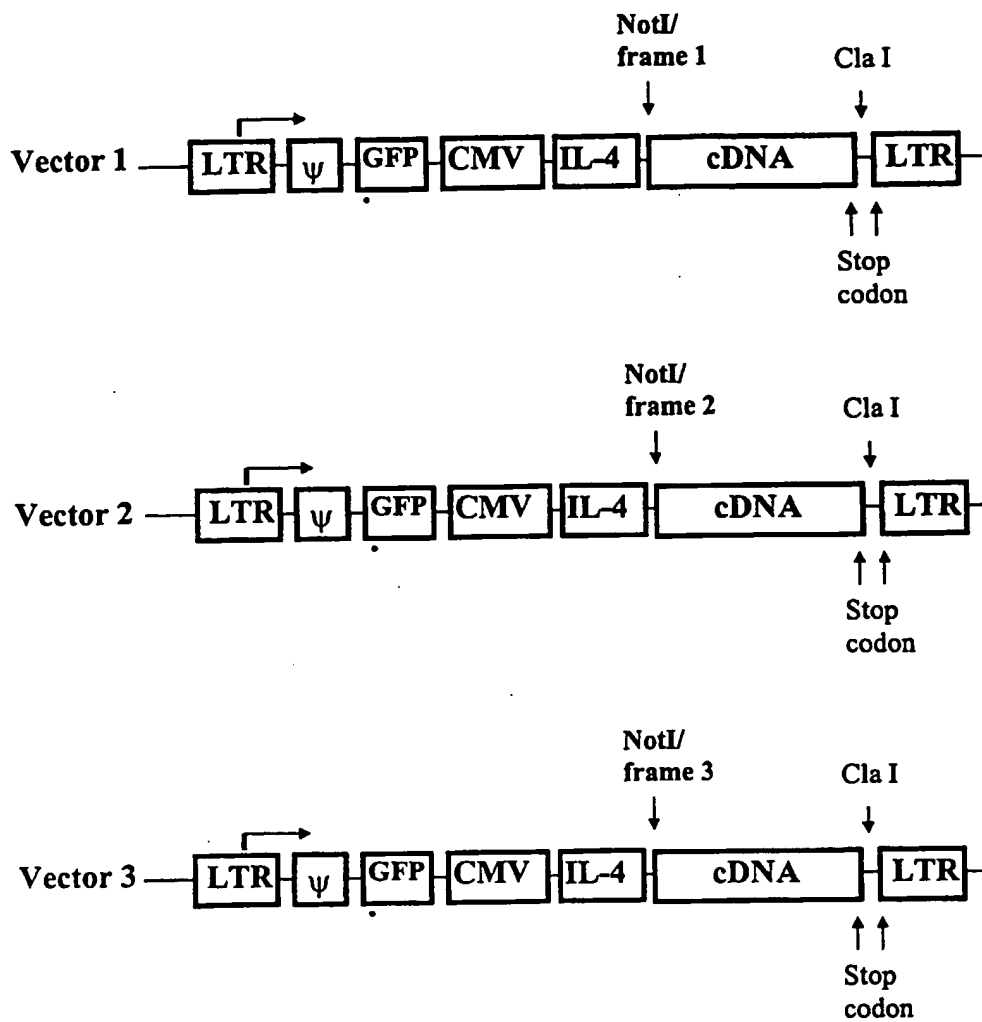 NotI/
frame 1
Cla I
Vector 1
LTR
ψ
GFP
CMV
IL-4
cDNA
LTR
Stop
codon
NotI/
frame 2
Cla I
Vector 2
LTR
ψ
GFP
CMV
IL-4
cDNA
LTR
Stop
codon
NotI/
frame 3
Cla I
Vector 3
LTR
ψ
GFP
CMV
IL-4
cDNA
LTR
Stop
codon